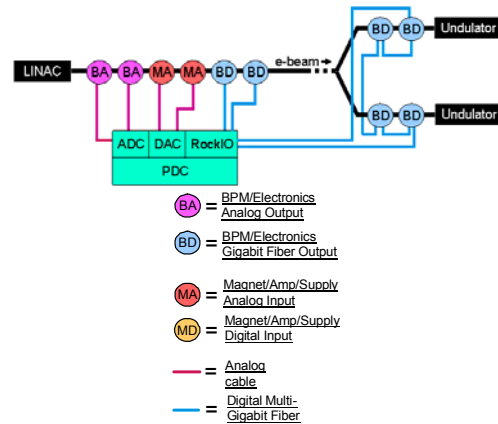 BD BD Undulator
LINAC BA BA MA MA BD BD e-beam
BD BD Undulator
ADC DAC RockIO
PDC
BA = BPM/Electronics
Analog Output
BD = BPM/Electronics
Gigabit Fiber Output
MA = Magnet/Amp/Supply
Analog Input
MD = Magnet/Amp/Supply
Digital Input
= Analog
cable
= Digital Multi-
Gigabit Fiber